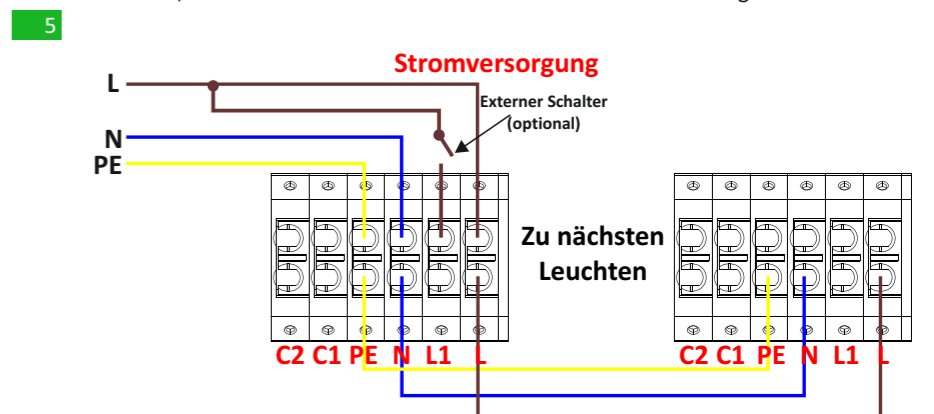 5
Stromversorgung
L
Externer Schalter
(optional)
N
PE
Zu nächsten
Leuchten
C2 C1 PE N L1 L
C2 C1 PE N L1 L